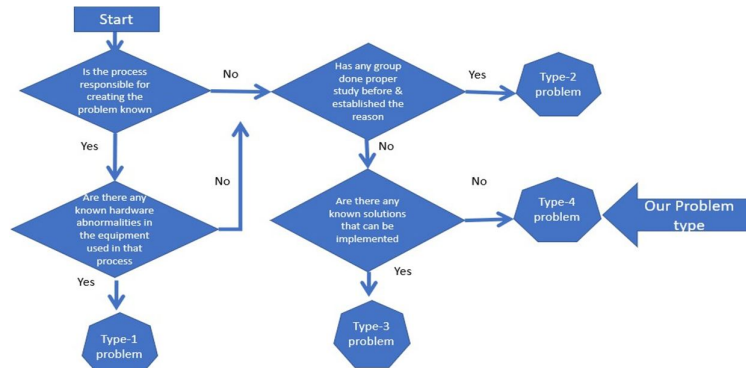 Start
Is the process
responsible for
creating the
problem known
No
Has any group
done proper
study before &
established the
reason
Yes
Type-2
problem
Yes
No
No
Are there any
known hardware
abnormalities in
the equipment
used in that
process
Are there any
known solutions
that can be
implemented
No
Type-4
problem
Our Problem
type
Yes
Yes
Type-1
problem
Type-3
problem